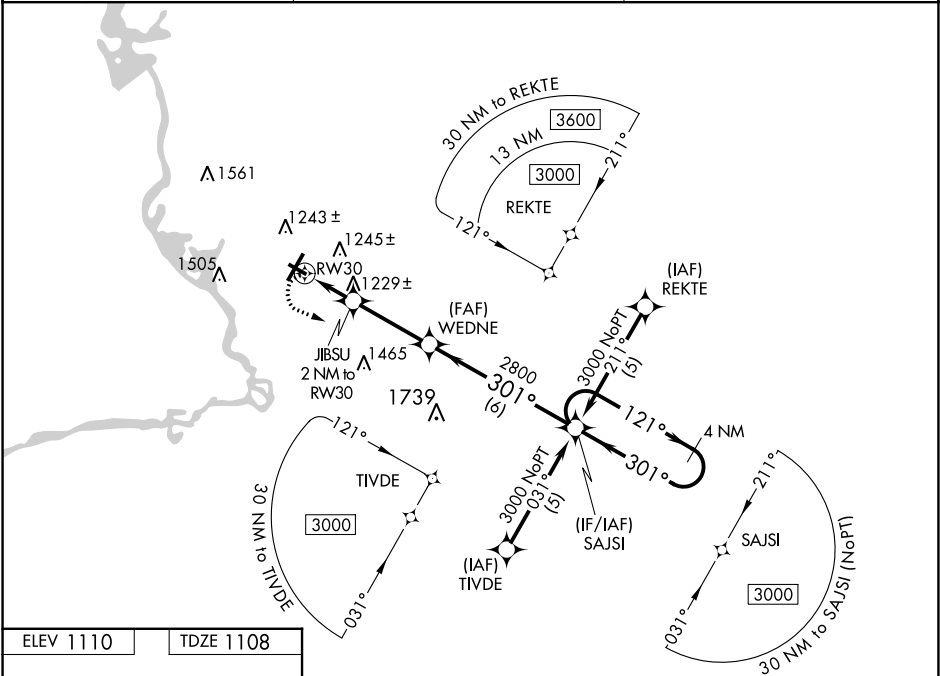 30 NM to REKTE
3600
13 NM
3000
211°
REKTE
121°
1561
1243 ±
1245±
1505
RW30
1229±
(IAF)
REKTE
(FAF)
WEDNE
3000 NoPT
211°
(5)
JIBSU
2 NM to
RW30
1465
2800
301°
(6)
1739
121°
4 NM
301°
121°
TIVDE
3000
30 NM to TIVDE
031°
3000 NoPT
031°
(5)
(IF/IAF)
SAJSI
(IAF)
TIVDE
211°
SAJSI
3000
031°
30 NM to SAJSI (NoPT)
ELEV 1110
TDZE 1108